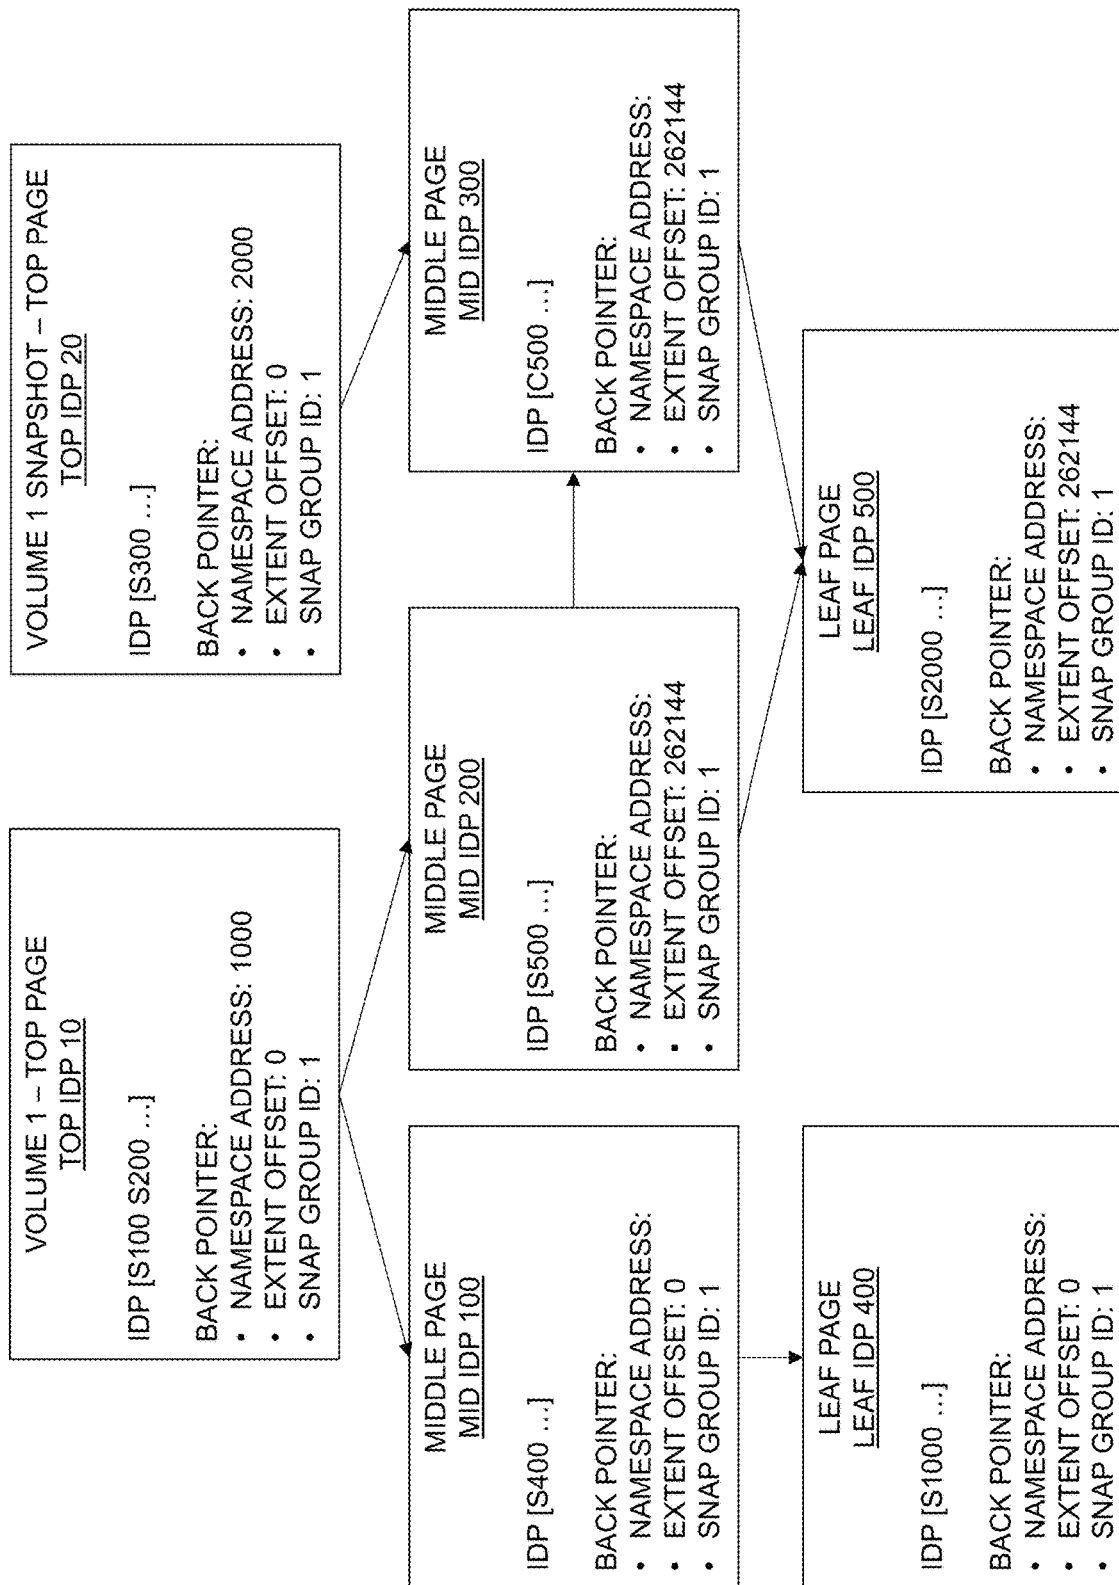 VOLUME 1 – TOP PAGE
TOP IDP 10
IDP [S100 S200 ...]
BACK POINTER:
• NAMESPACE ADDRESS: 1000
• EXTENT OFFSET: 0
• SNAP GROUP ID: 1
VOLUME 1 SNAPSHOT – TOP PAGE
TOP IDP 20
IDP [S300 ...]
BACK POINTER:
• NAMESPACE ADDRESS: 2000
• EXTENT OFFSET: 0
• SNAP GROUP ID: 1
MIDDLE PAGE
MID IDP 100
IDP [S400 ...]
BACK POINTER:
• NAMESPACE ADDRESS:
• EXTENT OFFSET: 0
• SNAP GROUP ID: 1
MIDDLE PAGE
MID IDP 200
IDP [S500 ...]
BACK POINTER:
• NAMESPACE ADDRESS:
• EXTENT OFFSET: 262144
• SNAP GROUP ID: 1
MIDDLE PAGE
MID IDP 300
IDP [C500 ...]
BACK POINTER:
• NAMESPACE ADDRESS:
• EXTENT OFFSET: 262144
• SNAP GROUP ID: 1
LEAF PAGE
LEAF IDP 400
IDP [S1000 ...]
BACK POINTER:
• NAMESPACE ADDRESS:
• EXTENT OFFSET: 0
• SNAP GROUP ID: 1
LEAF PAGE
LEAF IDP 500
IDP [S2000 ...]
BACK POINTER:
• NAMESPACE ADDRESS:
• EXTENT OFFSET: 262144
• SNAP GROUP ID: 1